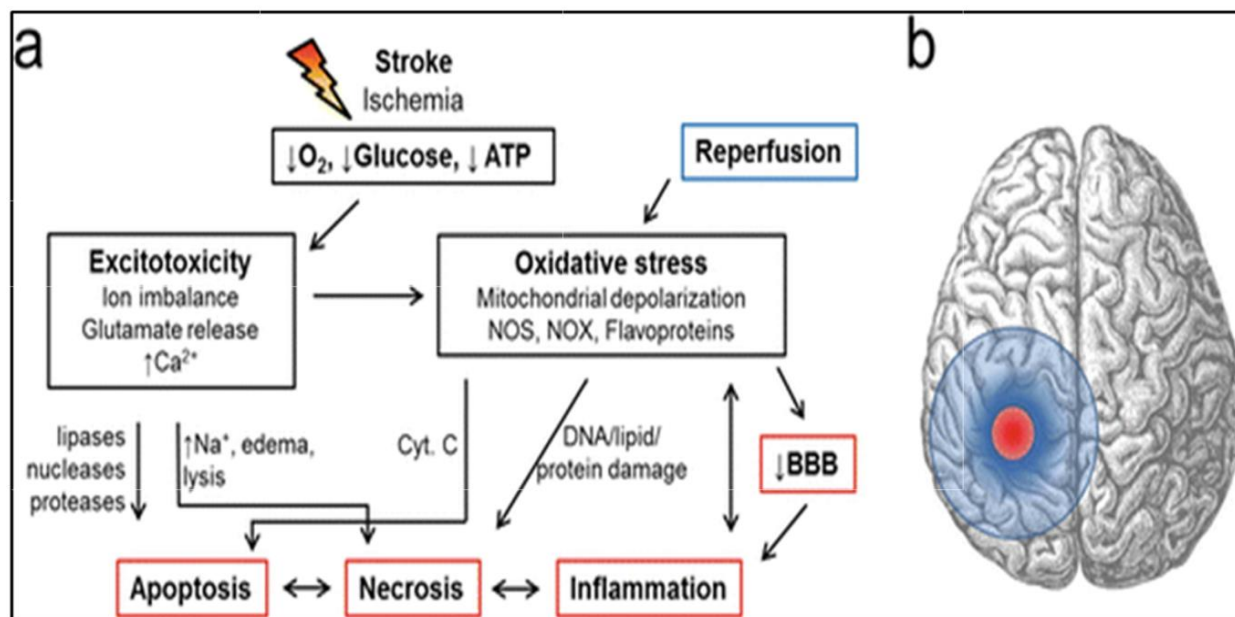 a
b
Stroke
Ischemia
↓O₂, ↓Glucose, ↓ ATP
Reperfusion
Excitotoxicity
Ion imbalance
Glutamate release
↑Ca²⁺
Oxidative stress
Mitochondrial depolarization
NOS, NOX, Flavoproteins
lipases
nucleases
proteases
↑Na⁺, edema,
lysis
Cyt. C
DNA/lipid/
protein damage
↓BBB
Apoptosis
Necrosis
Inflammation